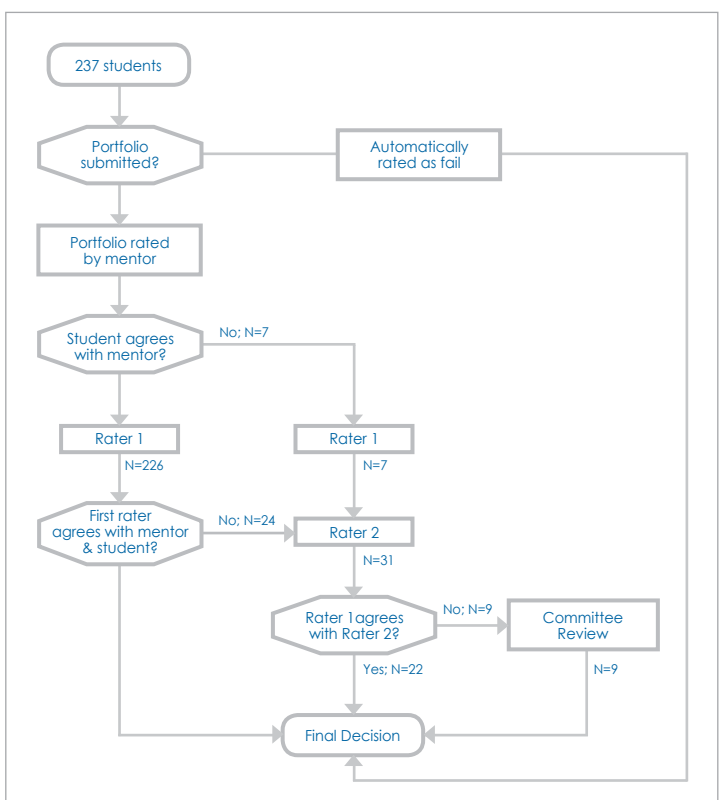 237 students
Portfolio
submitted?
Automatically
rated as fail
Portfolio rated
by mentor
Student agrees
with mentor?
No; N=7
Rater 1
Rater 1
N=226
N=7
First rater
agrees with mentor
& student?
No; N=24
Rater 2
N=31
Rater 1agrees
with Rater 2?
No; N=9
Committee
Review
Yes; N=22
N=9
Final Decision